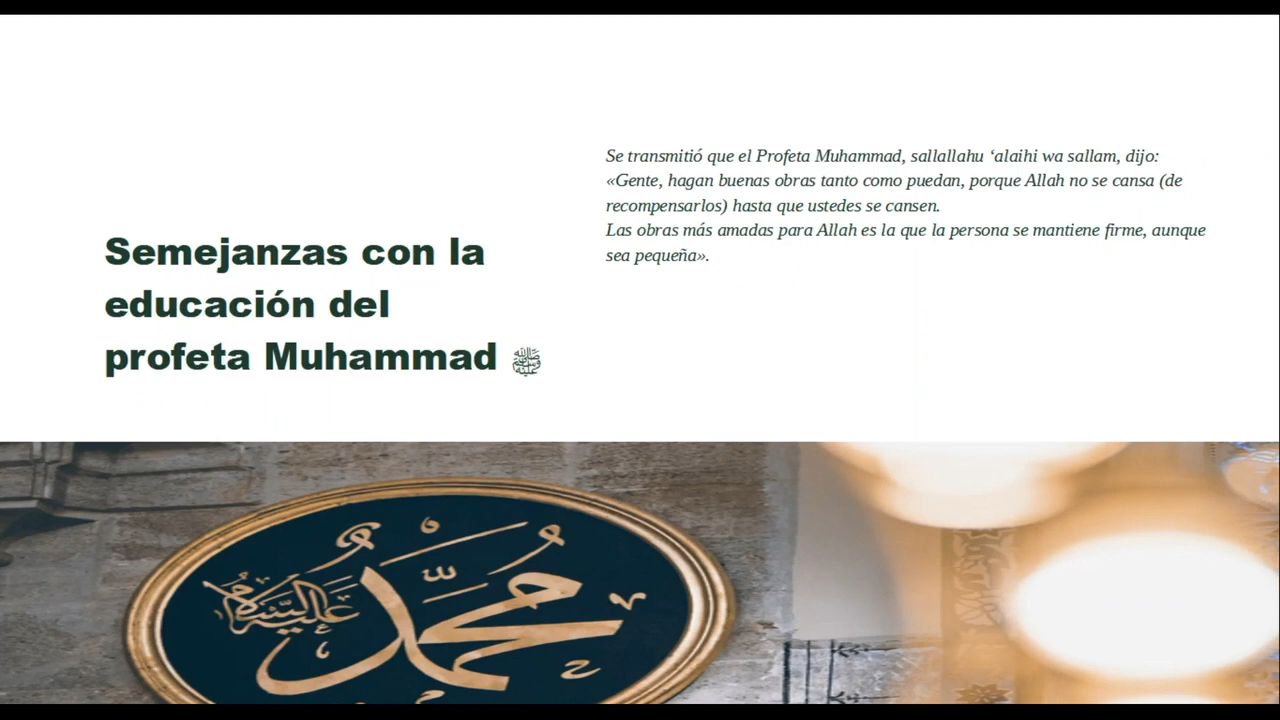 Semejanzas con la
educación del
profeta Muhammad ﷺ
Se transmitió que el Profeta Muhammad, sallallahu ‘alaihi wa sallam, dijo:
«Gente, hagan buenas obras tanto como puedan, porque Allah no se cansa (de
recompensarlos) hasta que ustedes se cansen.
Las obras más amadas para Allah es la que la persona se mantiene firme, aunque
sea pequeña».
محمد
عليه السلام